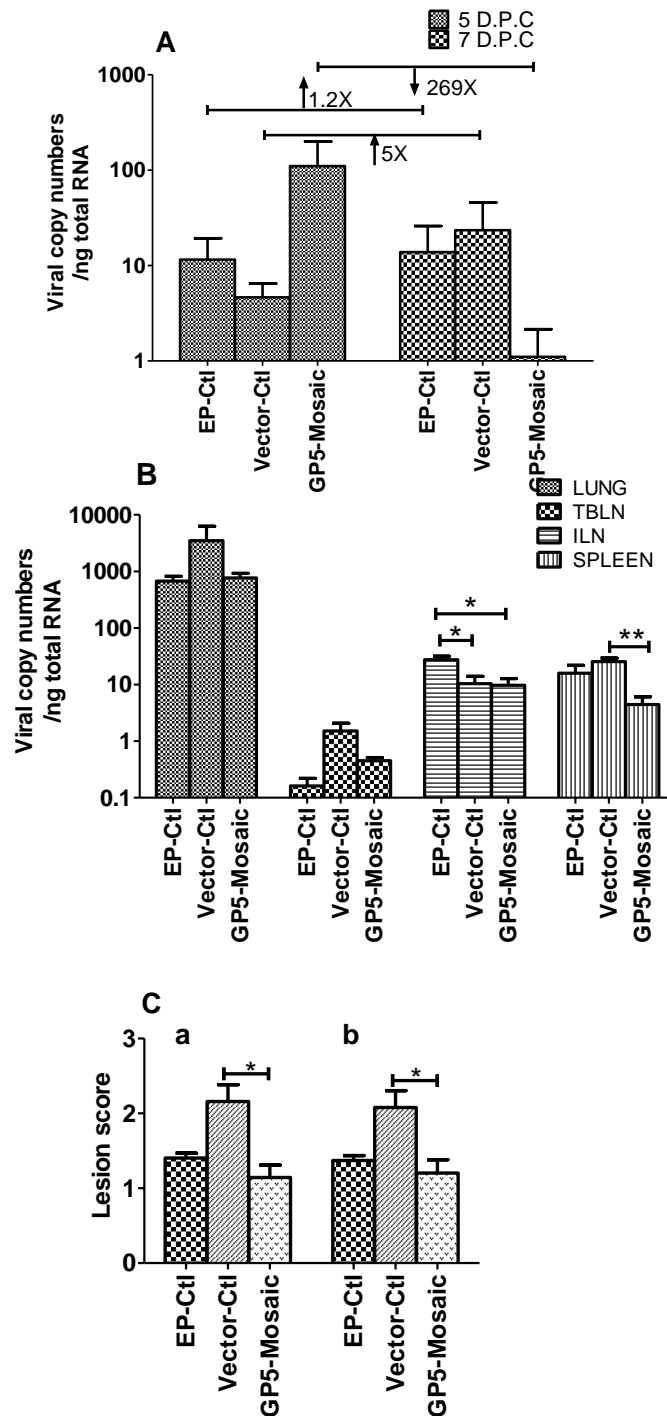 5 D.P.C
7 D.P.C
A
1000
100
10
1
Viral copy numbers
/ng total RNA
269X
1.2X
5X
EP-Ctl
Vector-Ctl
GP5-Mosaic
EP-Ctl
Vector-Ctl
GP5-Mosaic
B
LUNG
TBLN
ILN
SPLEEN
10000
1000
100
10
1
0.1
Viral copy numbers
/ng total RNA
*
*
**
EP-Ctl
Vector-Ctl
GP5-Mosaic
EP-Ctl
Vector-Ctl
GP5-Mosaic
EP-Ctl
Vector-Ctl
GP5-Mosaic
EP-Ctl
Vector-Ctl
GP5-Mosaic
C
a
b
3
2
1
0
Lesion score
*
*
EP-Ctl
Vector-Ctl
GP5-Mosaic
EP-Ctl
Vector-Ctl
GP5-Mosaic